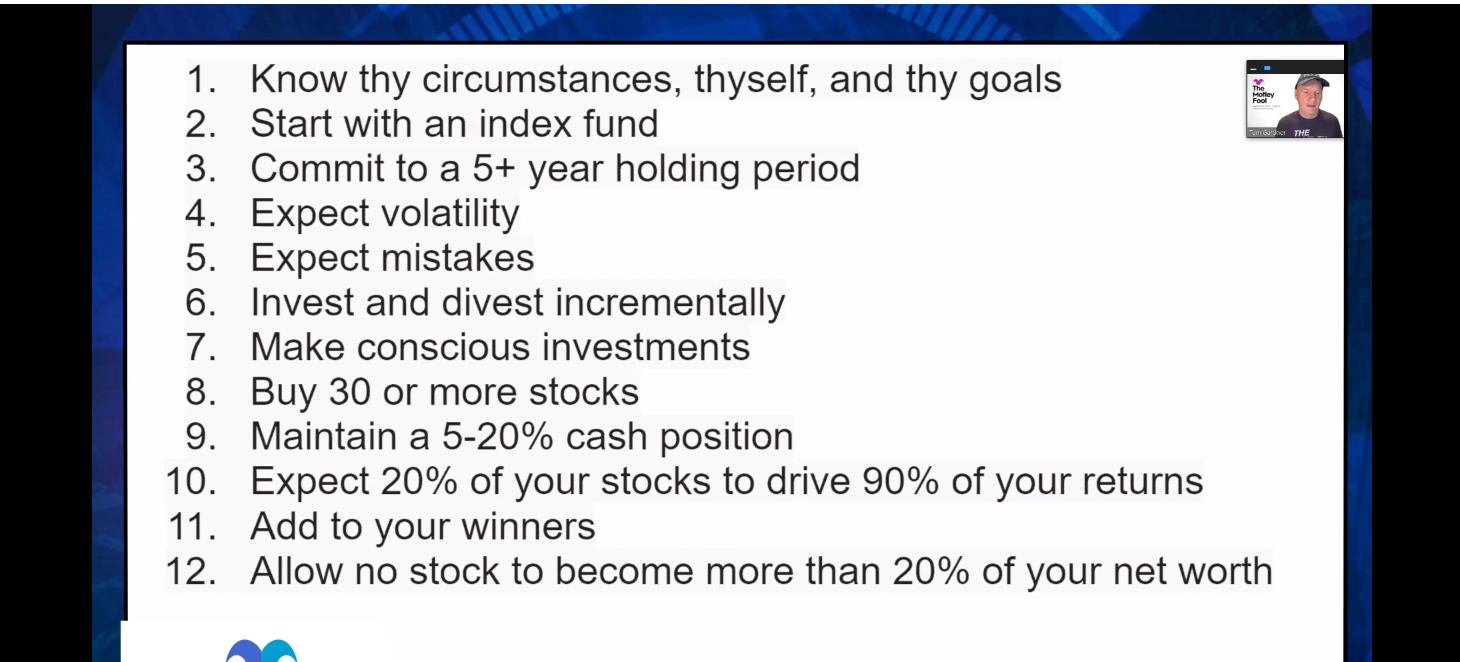 1. Know thy circumstances, thyself, and thy goals
2. Start with an index fund
3. Commit to a 5+ year holding period
4. Expect volatility
5. Expect mistakes
6. Invest and divest incrementally
7. Make conscious investments
8. Buy 30 or more stocks
9. Maintain a 5-20% cash position
10. Expect 20% of your stocks to drive 90% of your returns
11. Add to your winners
12. Allow no stock to become more than 20% of your net worth
The
Motley
Fool
Tom Gardner
THE